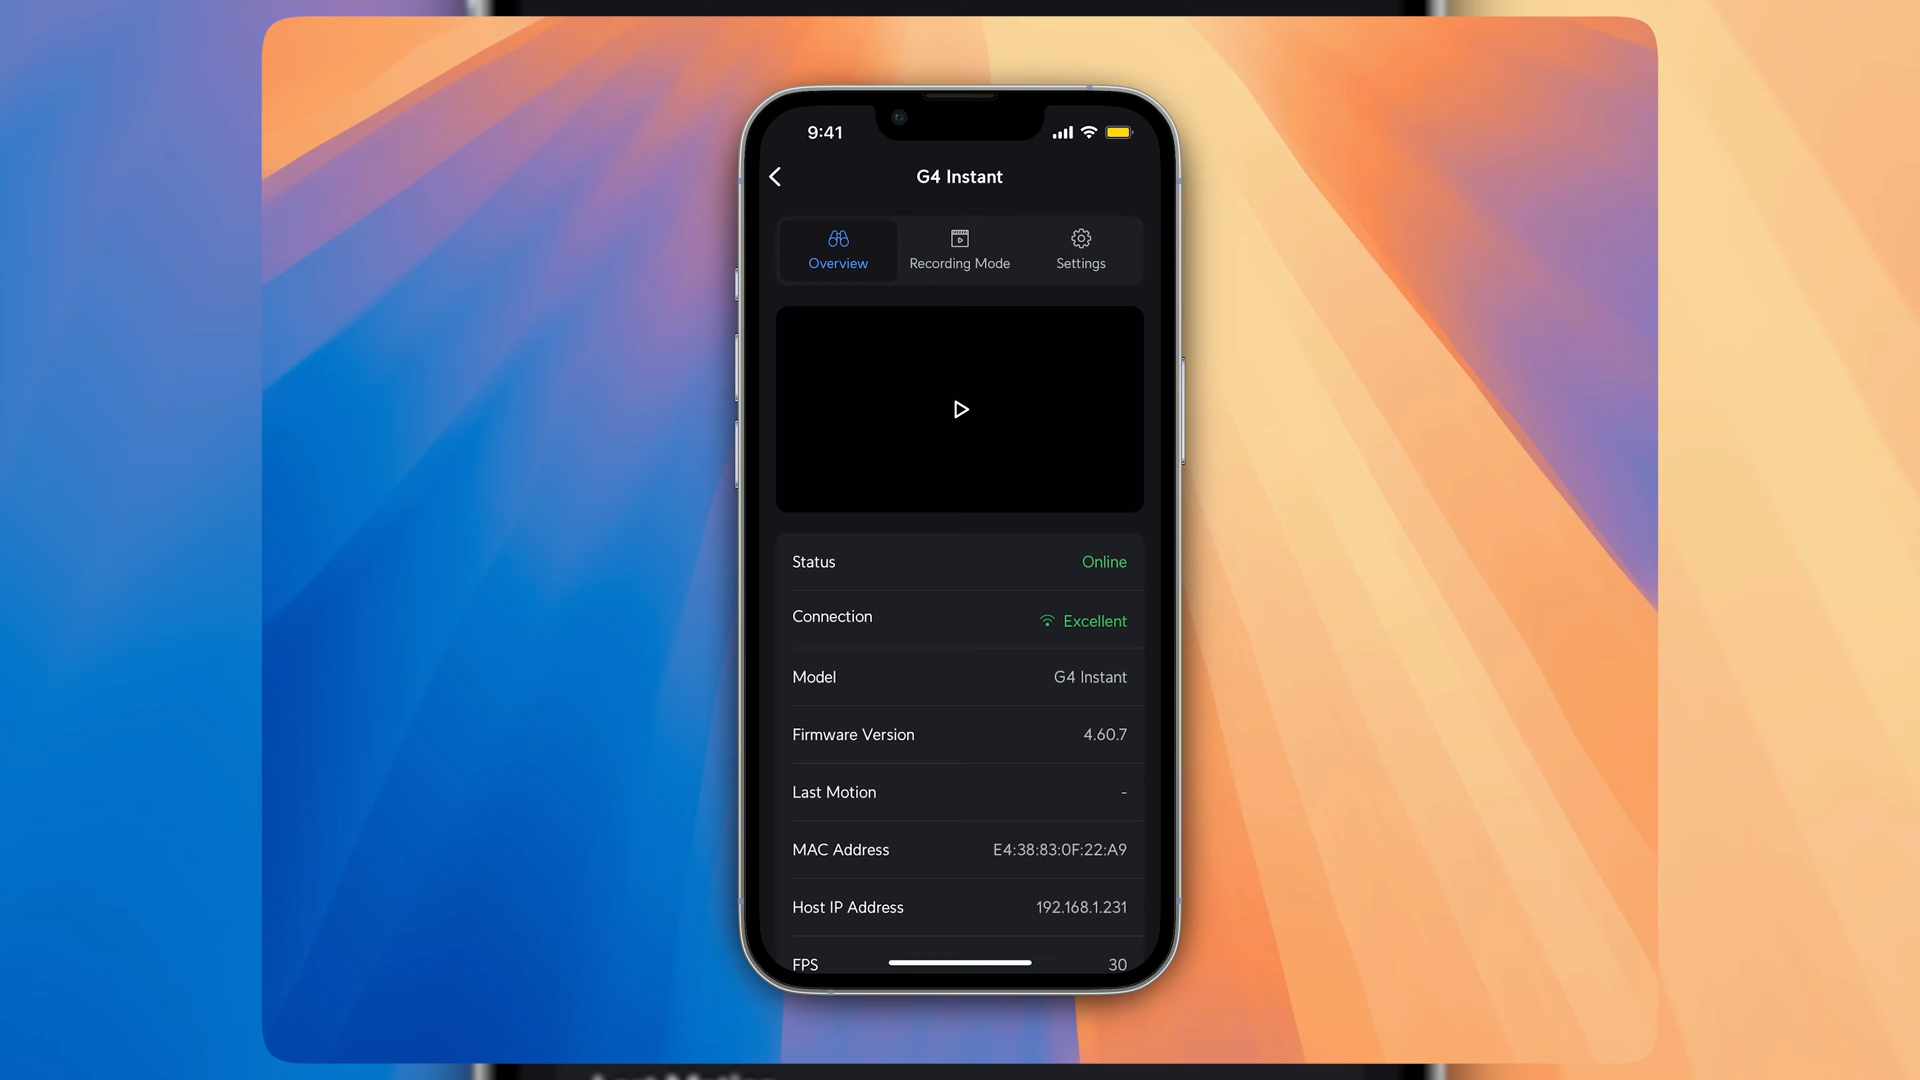 9:41
G4 Instant
Overview
Recording Mode
Settings
Status Online
Connection Excellent
Model G4 Instant
Firmware Version 4.60.7
Last Motion -
MAC Address E4:38:83:0F:22:A9
Host IP Address 192.168.1.231
FPS 30